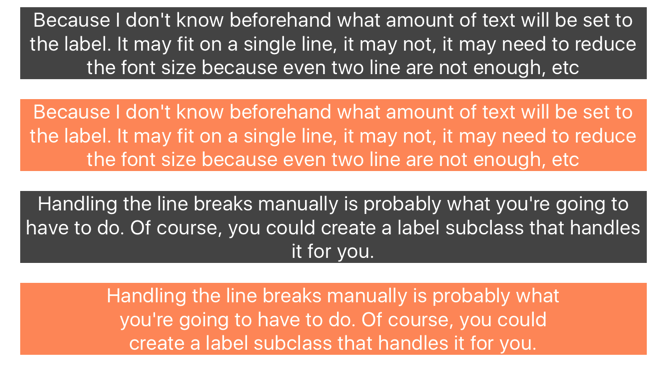 Because I don't know beforehand what amount of text will be set to
the label. It may fit on a single line, it may not, it may need to reduce
the font size because even two line are not enough, etc
Because I don't know beforehand what amount of text will be set to
the label. It may fit on a single line, it may not, it may need to reduce
the font size because even two line are not enough, etc
Handling the line breaks manually is probably what you're going to
have to do. Of course, you could create a label subclass that handles
it for you.
Handling the line breaks manually is probably what
you're going to have to do. Of course, you could
create a label subclass that handles it for you.